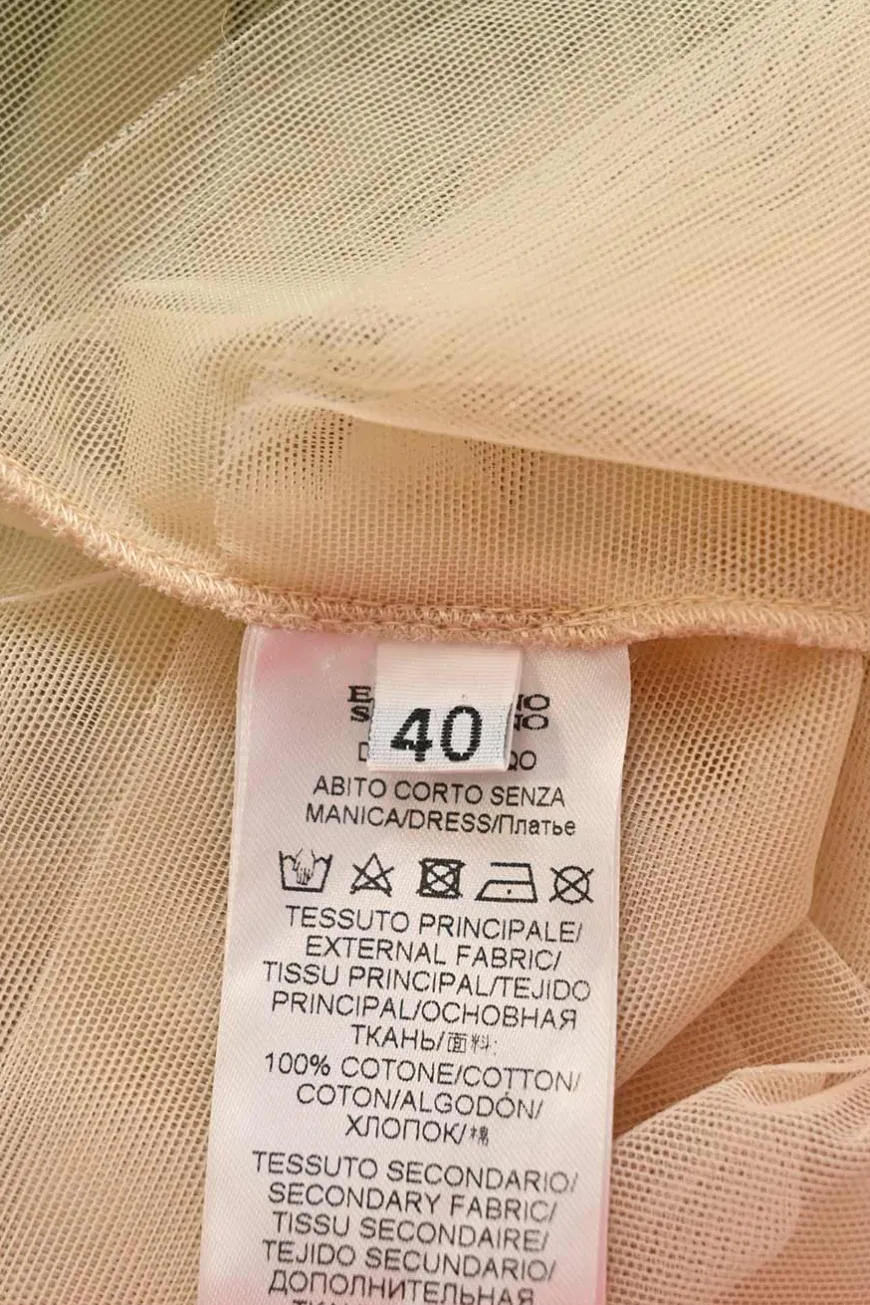 40
ABITO CORTO SENZA
MANICA/DRESS/Платье
TESSUTO PRINCIPALE/
EXTERNAL FABRIC/
TISSU PRINCIPAL/TEJIDO
PRINCIPAL/ОСНОВНАЯ
ТКАНЬ/面料:
100% COTONE/COTTON/
COTON/ALGODÓN/
ХЛОПОК/棉
TESSUTO SECONDARIO/
SECONDARY FABRIC/
TISSU SECONDAIRE/
TEJIDO SECUNDARIO/
ДОПОЛНИТЕЛЬНАЯ